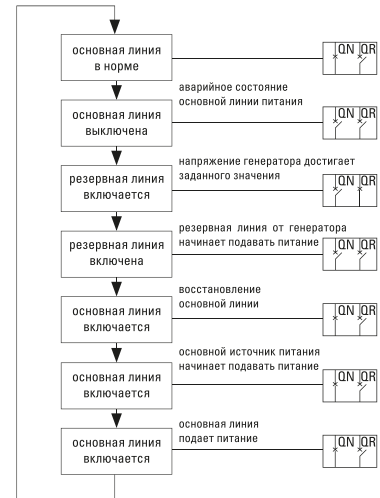 основная линия
в норме
QN QR
аварийное состояние
основной линии питания
основная линия
выключена
QN QR
напряжение генератора достигает
заданного значения
резервная линия
включается
QN QR
резервная линия от генератора
начинает подавать питание
резервная линия
включена
QN QR
восстановление
основной линии
основная линия
включается
QN QR
основной источник питания
начинает подавать питание
основная линия
включается
QN QR
основная линия
подает питание
основная линия
включается
QN QR